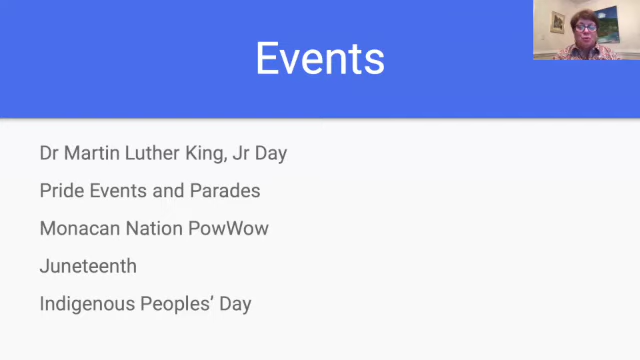 Events
Dr Martin Luther King, Jr Day
Pride Events and Parades
Monacan Nation PowWow
Juneteenth
Indigenous Peoples’ Day